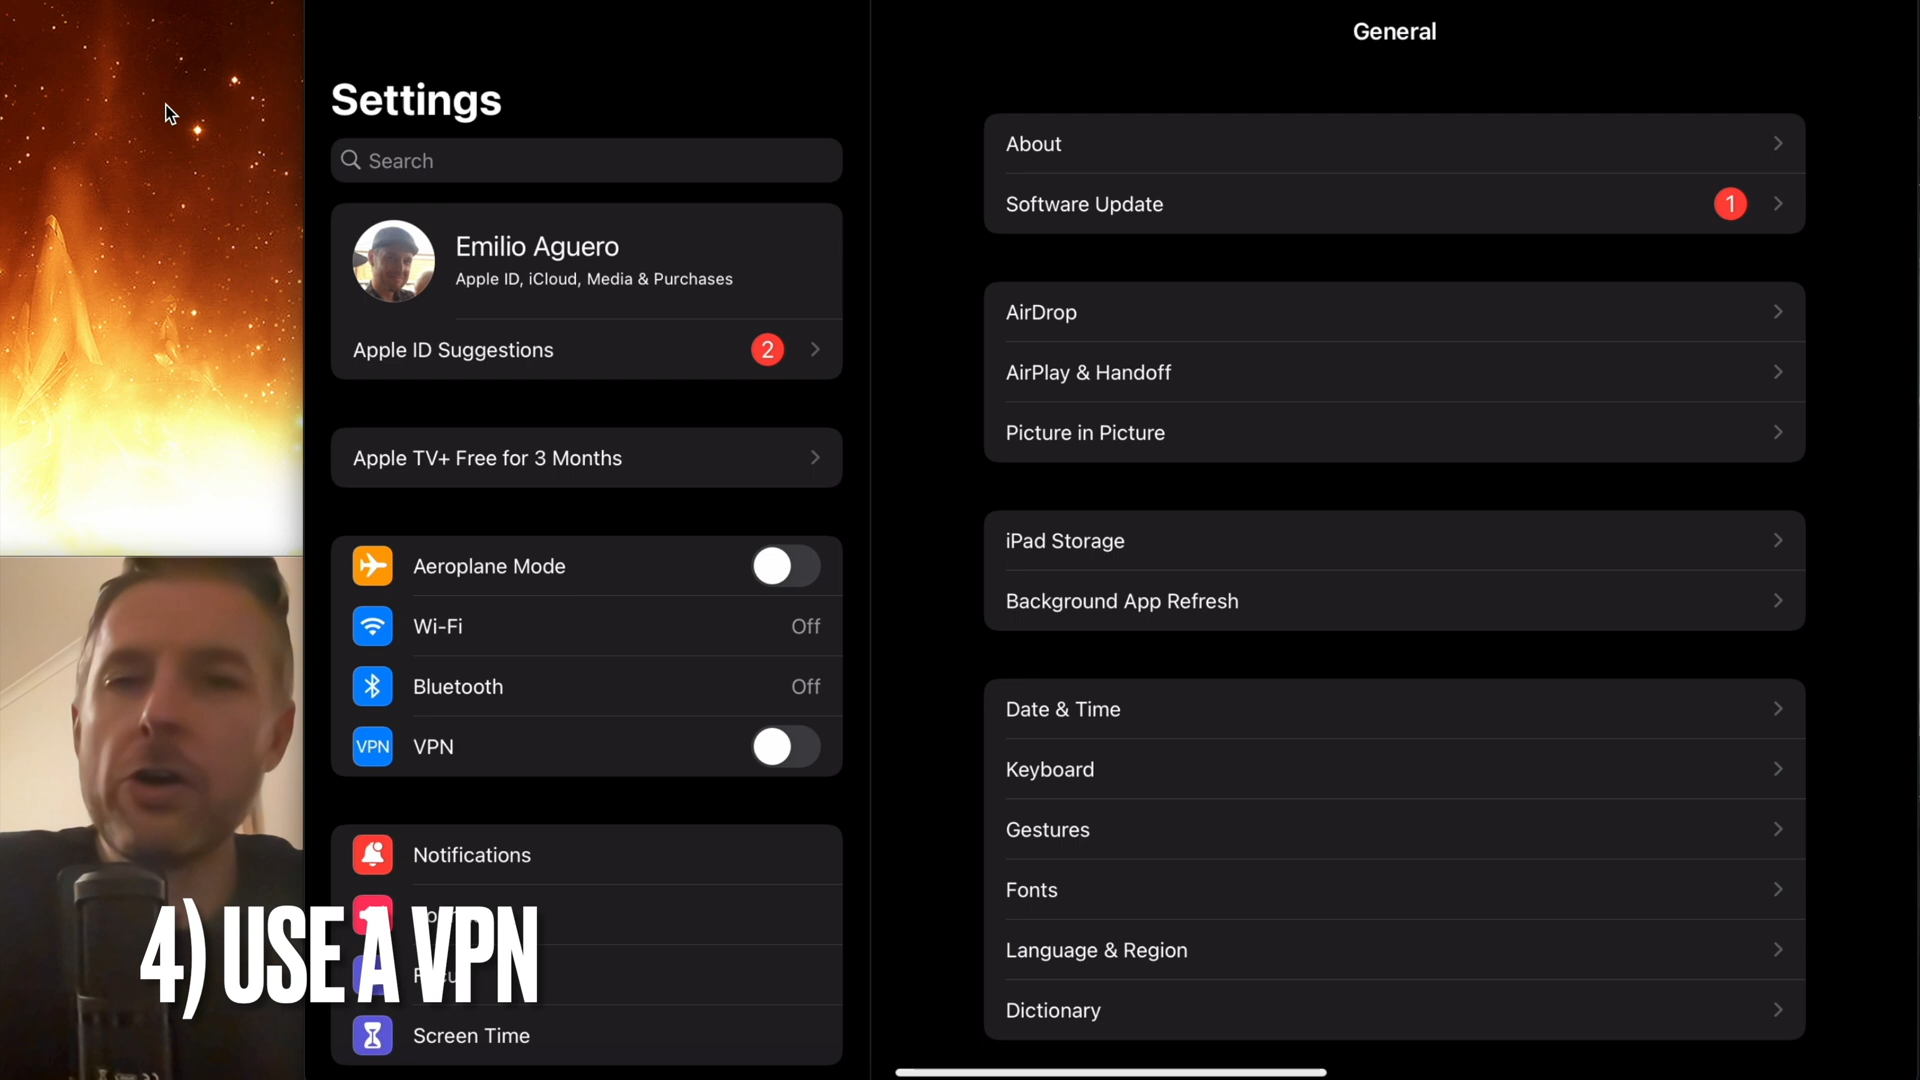 General
Settings
Search
Emilio Aguero
Apple ID, iCloud, Media & Purchases
Apple ID Suggestions
2
Apple TV+ Free for 3 Months
Aeroplane Mode
Wi-Fi
Off
Bluetooth
Off
VPN
VPN
Notifications
Screen Time
4) USE A VPN
About
Software Update
1
AirDrop
AirPlay & Handoff
Picture in Picture
iPad Storage
Background App Refresh
Date & Time
Keyboard
Gestures
Fonts
Language & Region
Dictionary